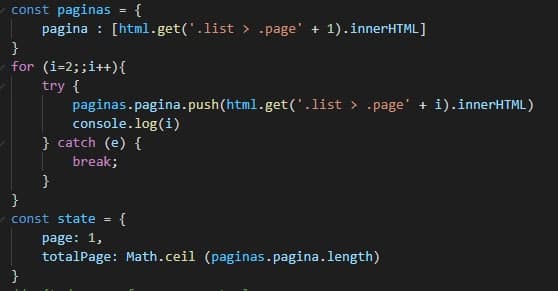 const paginas = {
    pagina : [html.get('.list > .page' + 1).innerHTML]
}
for (i=2;;i++){
    try {
        paginas.pagina.push(html.get('.list > .page' + i).innerHTML)
        console.log(i)
    } catch (e) {
        break;
    }
}
const state = {
    page: 1,
    totalPage: Math.ceil (paginas.pagina.length)
}